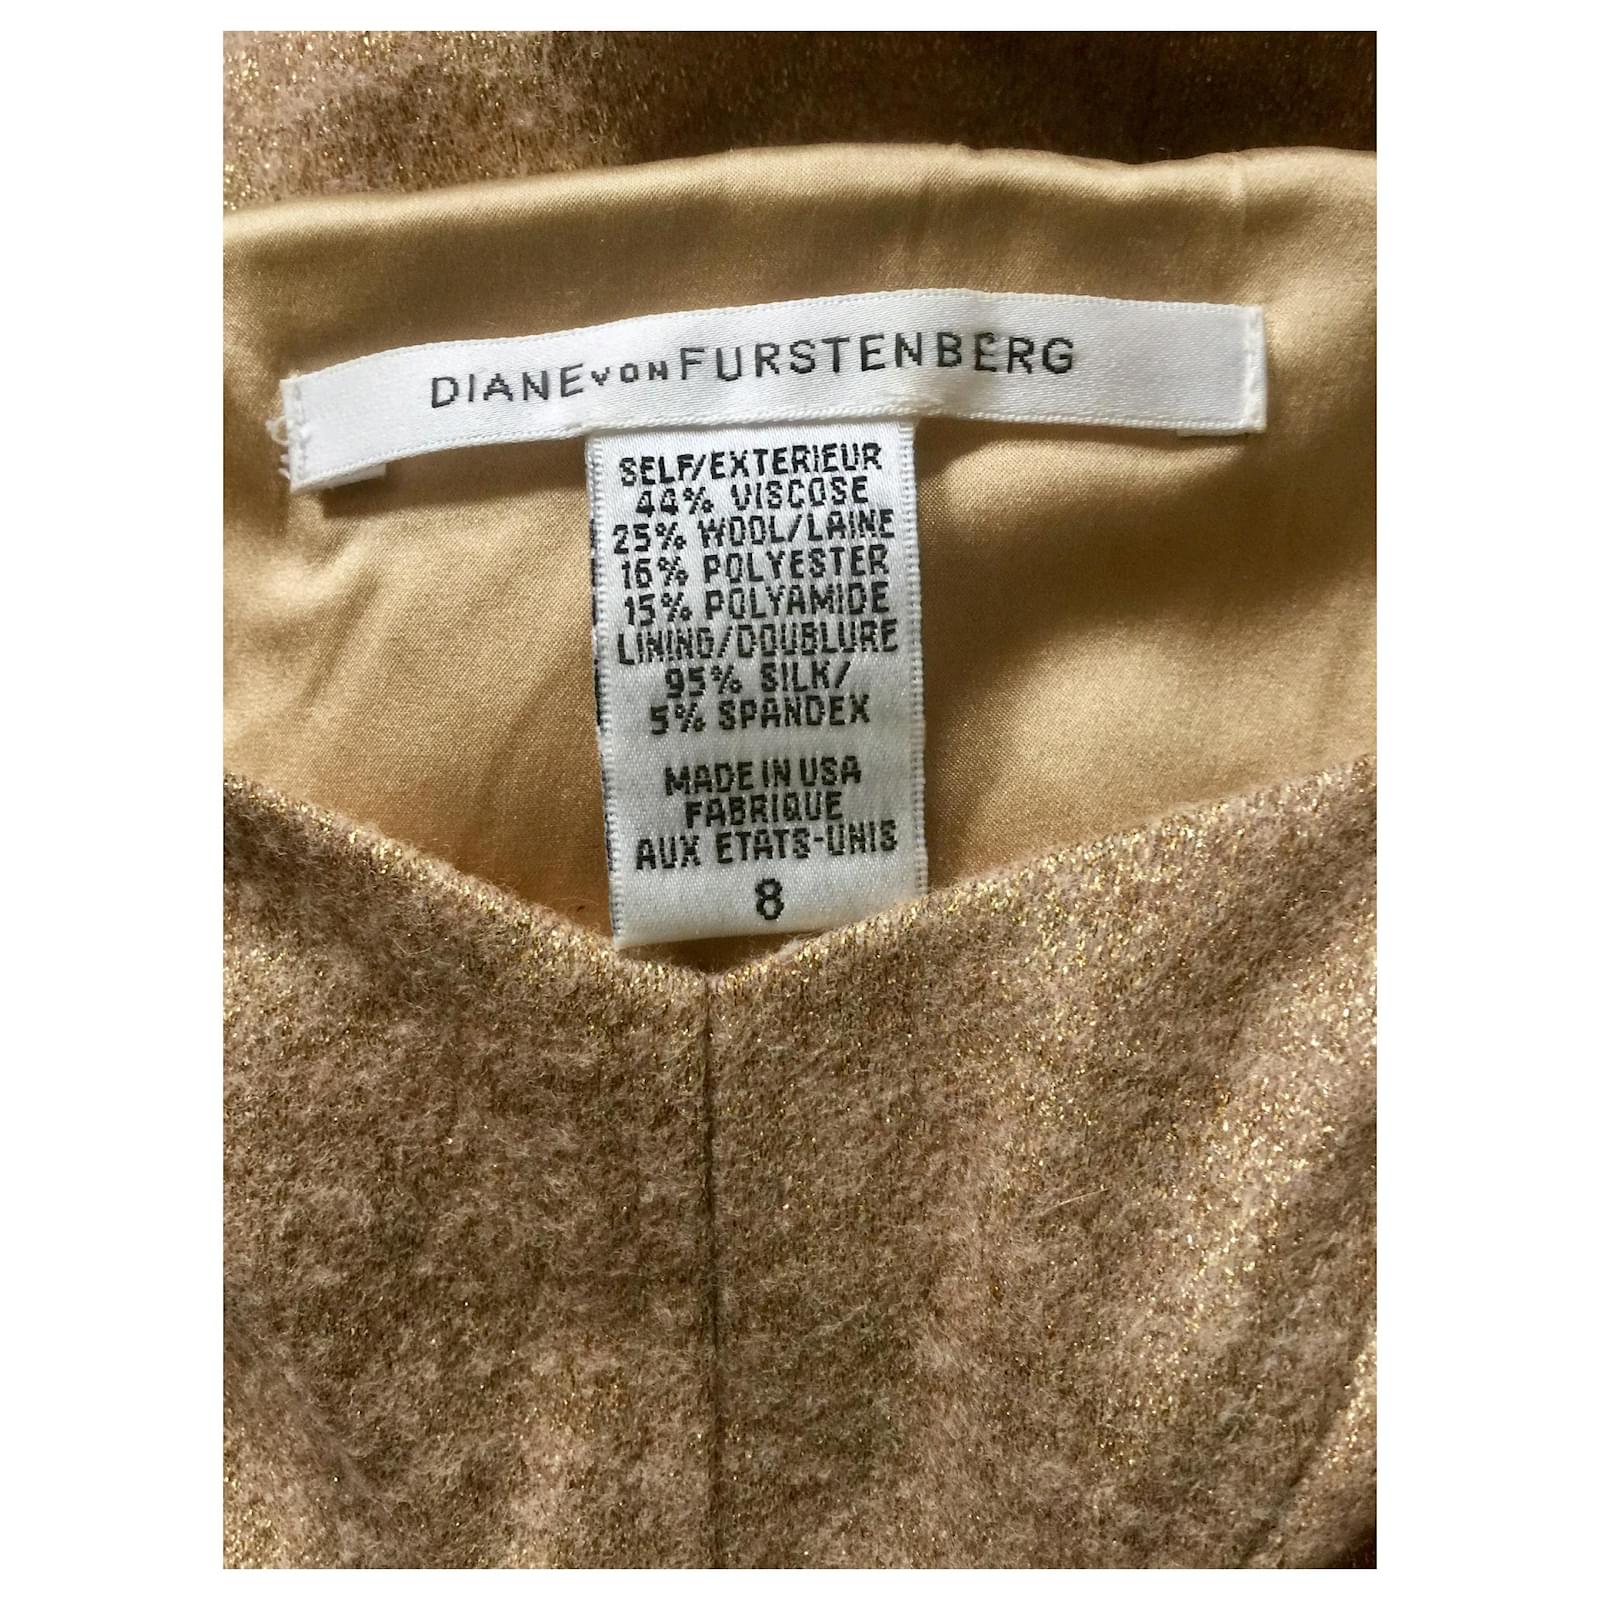 DIANE VON FURSTENBERG
SELF/EXTERIEUR
44% VISCOSE
25% WOOL/LAINE
16% POLYESTER
15% POLYAMIDE
LINING/DOUBLURE
95% SILK/
5% SPANDEX
MADE IN USA
FABRIQUE
AUX ETATS-UNIS
8